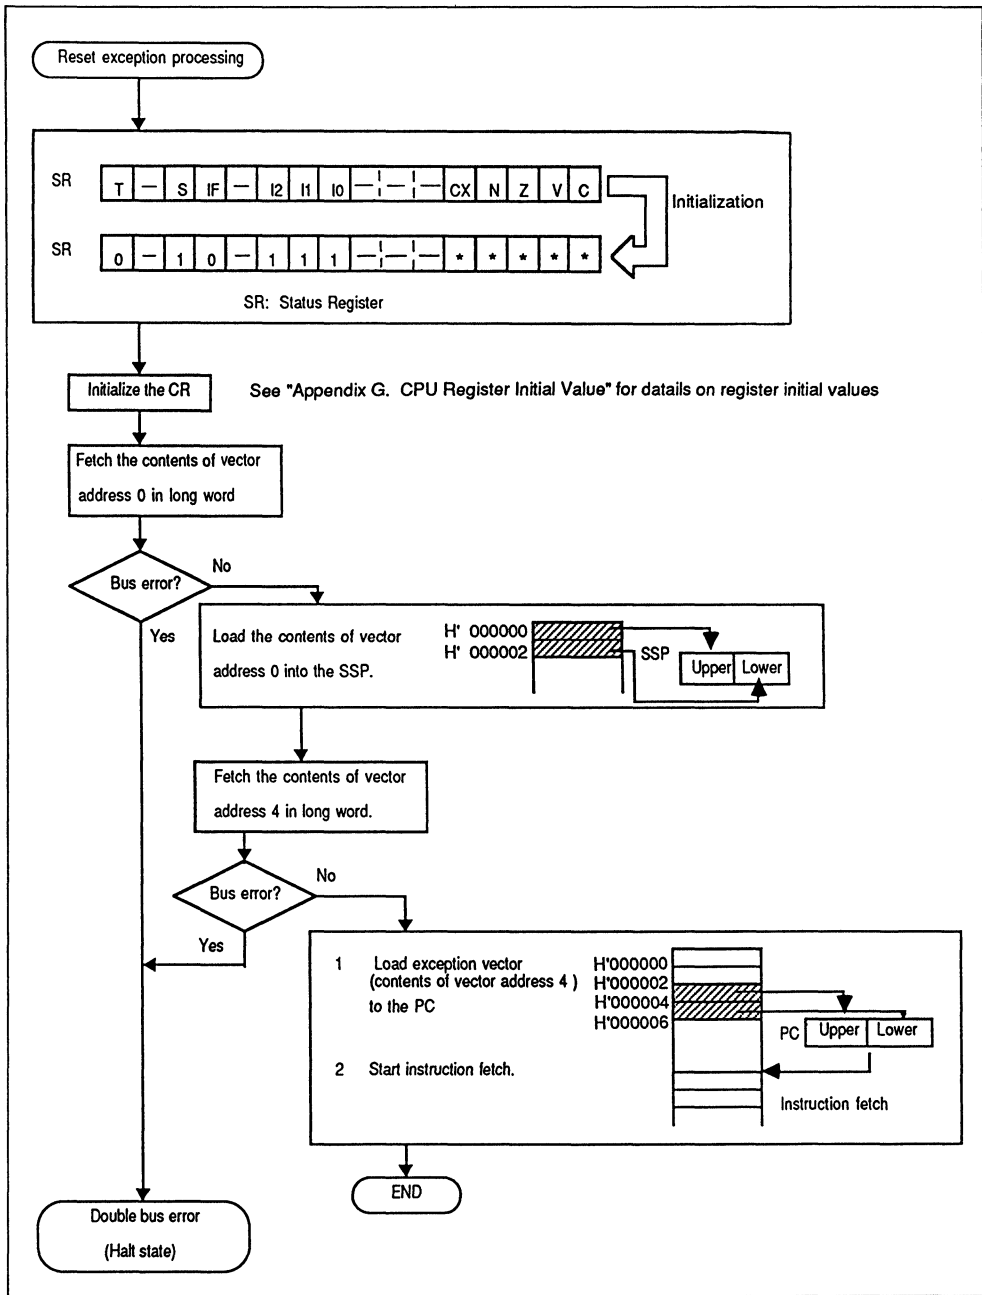 Reset exception processing
SR T — S IF — I2 I1 I0 — — — CX N Z V C
Initialization
SR 0 — 1 0 — 1 1 1 — — — * * * * *
SR: Status Register
Initialize the CR
See "Appendix G. CPU Register Initial Value" for datails on register initial values
Fetch the contents of vector
address 0 in long word
Bus error?
No
Yes
Load the contents of vector
address 0 into the SSP.
H' 000000
H' 000002
SSP
Upper Lower
Fetch the contents of vector
address 4 in long word.
Bus error?
No
Yes
1 Load exception vector
(contents of vector address 4 )
to the PC
H'000000
H'000002
H'000004
H'000006
PC Upper Lower
2 Start instruction fetch.
Instruction fetch
END
Double bus error
(Halt state)